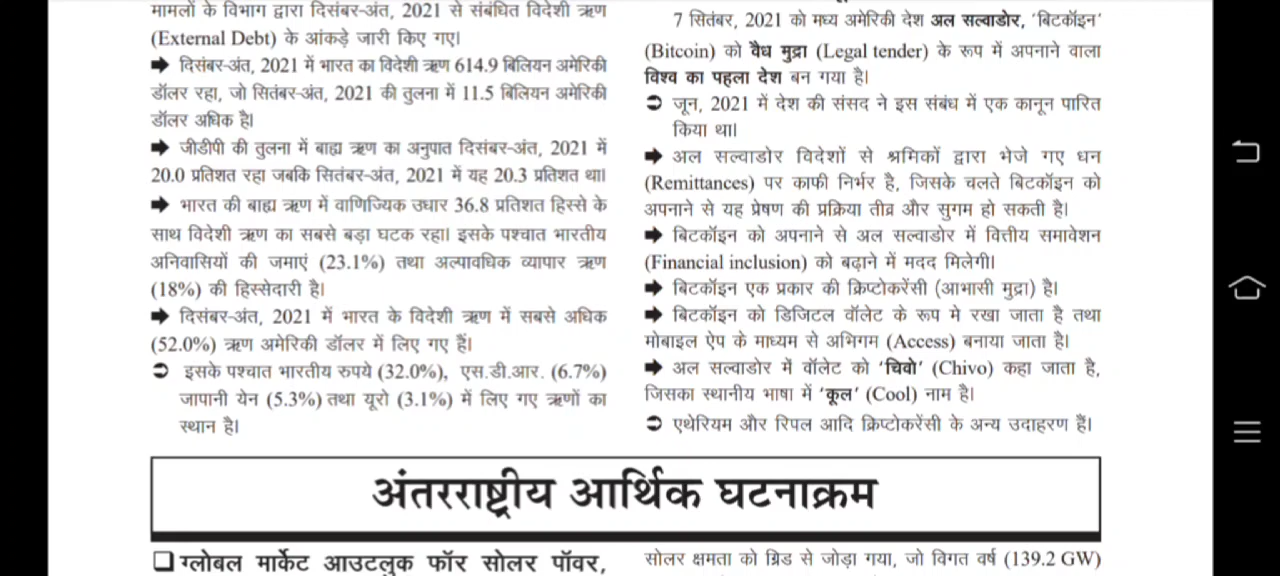 मामलों के विभाग द्वारा दिसंबर-अंत, 2021 से संबंधित विदेशी ऋण
(External Debt) के आंकड़े जारी किए गए।
➡ दिसंबर-अंत, 2021 में भारत का विदेशी ऋण 614.9 बिलियन अमेरिकी
डॉलर रहा, जो सितंबर-अंत, 2021 की तुलना में 11.5 बिलियन अमेरिकी
डॉलर अधिक है।
➡ जीडीपी की तुलना में बाह्य ऋण का अनुपात दिसंबर-अंत, 2021 में
20.0 प्रतिशत रहा जबकि सितंबर-अंत, 2021 में यह 20.3 प्रतिशत था।
➡ भारत की बाह्य ऋण में वाणिज्यिक उधार 36.8 प्रतिशत हिस्से के
साथ विदेशी ऋण का सबसे बड़ा घटक रहा। इसके पश्चात भारतीय
अनिवासियों की जमाएं (23.1%) तथा अल्पावधिक व्यापार ऋण
(18%) की हिस्सेदारी है।
➡ दिसंबर-अंत, 2021 में भारत के विदेशी ऋण में सबसे अधिक
(52.0%) ऋण अमेरिकी डॉलर में लिए गए हैं।
➲ इसके पश्चात भारतीय रुपये (32.0%), एस.डी.आर. (6.7%)
जापानी येन (5.3%) तथा यूरो (3.1%) में लिए गए ऋणों का
स्थान है।
7 सितंबर, 2021 को मध्य अमेरिकी देश अल सल्वाडोर, 'बिटकॉइन'
(Bitcoin) को वैध मुद्रा (Legal tender) के रूप में अपनाने वाला
विश्व का पहला देश बन गया है।
➲ जून, 2021 में देश की संसद ने इस संबंध में एक कानून पारित
किया था।
➡ अल सल्वाडोर विदेशों से श्रमिकों द्वारा भेजे गए धन
(Remittances) पर काफी निर्भर है, जिसके चलते बिटकॉइन को
अपनाने से यह प्रेषण की प्रक्रिया तीव्र और सुगम हो सकती है।
➡ बिटकॉइन को अपनाने से अल सल्वाडोर में वित्तीय समावेशन
(Financial inclusion) को बढ़ाने में मदद मिलेगी।
➡ बिटकॉइन एक प्रकार की क्रिप्टोकरेंसी (आभासी मुद्रा) है।
➡ बिटकॉइन को डिजिटल वॉलेट के रूप मे रखा जाता है तथा
मोबाइल ऐप के माध्यम से अभिगम (Access) बनाया जाता है।
➡ अल सल्वाडोर में वॉलेट को 'चिवो' (Chivo) कहा जाता है,
जिसका स्थानीय भाषा में 'कूल' (Cool) नाम है।
➲ एथेरियम और रिपल आदि क्रिप्टोकरेंसी के अन्य उदाहरण हैं।
अंतरराष्ट्रीय आर्थिक घटनाक्रम
❑ ग्लोबल मार्केट आउटलुक फॉर सोलर पॉवर,
सोलर क्षमता को ग्रिड से जोड़ा गया, जो विगत वर्ष (139.2 GW)